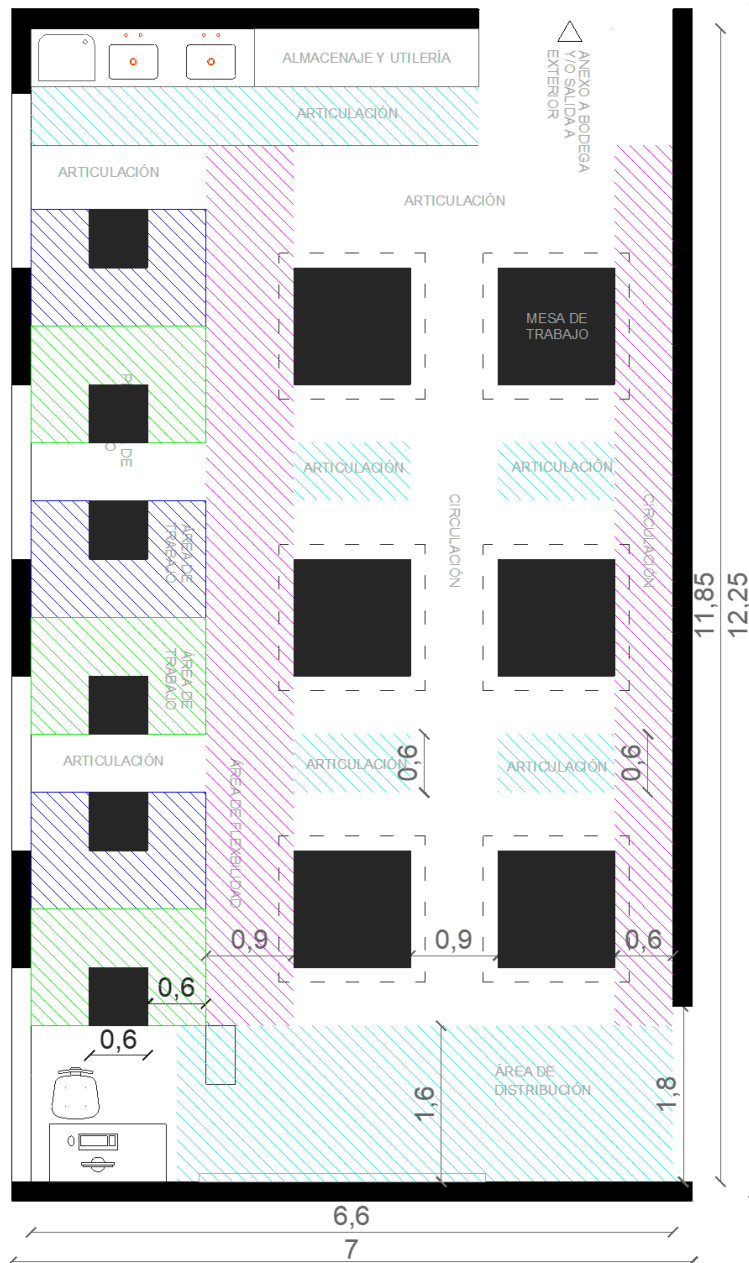 ALMACENAJE Y UTILERÍA
ANEXO A BODEGA
Y/O SALIDA A
EXTERIOR
ARTICULACIÓN
ARTICULACIÓN
ARTICULACIÓN
MESA DE
TRABAJO
DE
ARTICULACIÓN
ARTICULACIÓN
CIRCULACIÓN
CIRCULACIÓN
ÁREA DE
TRABAJO
ÁREA DE
TRABAJO
11,85
12,25
ARTICULACIÓN
ARTICULACIÓN
0,6
ARTICULACIÓN
0,6
ÁREA DE FLEXIBILIDAD
0,9
0,9
0,6
0,6
0,6
ÁREA DE
DISTRIBUCIÓN
1,6
1,8
6,6
7